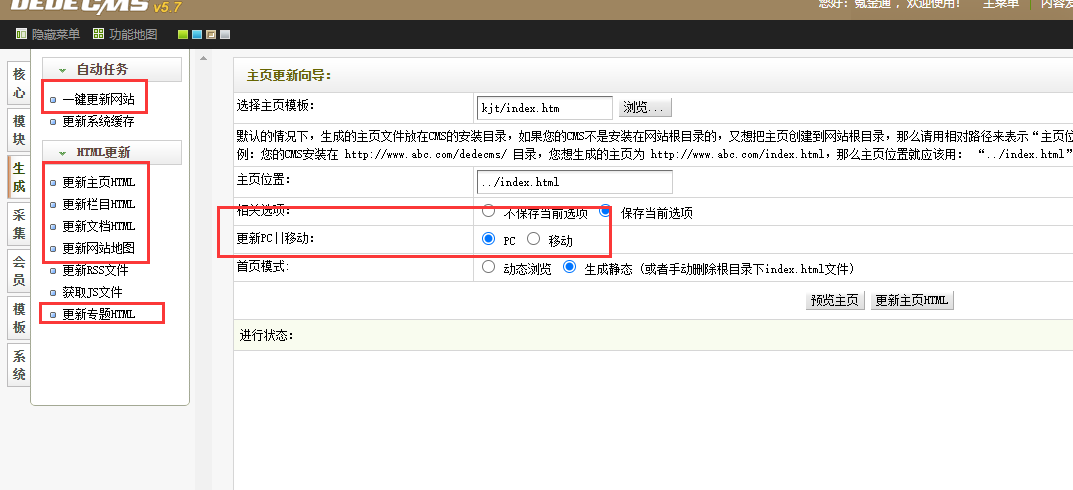 DEDECMS v5.7
您好：氪金通，欢迎使用！ 主菜单 内容发
隐藏菜单 功能地图
核心
模块
生成
采集
会员
模板
系统
自动任务
一键更新网站
更新系统缓存
HTML更新
更新主页HTML
更新栏目HTML
更新文档HTML
更新网站地图
更新RSS文件
获取JS文件
更新专题HTML
主页更新向导：
选择主页模板： kjt/index.htm 浏览...
默认的情况下，生成的主页文件放在CMS的安装目录，如果您的CMS不是安装在网站根目录的，又想把主页创建到网站根目录，那么请用相对路径来表示“主页位
例：您的CMS安装在 http://www.abc.com/dedecms/ 目录，您想生成的主页为 http://www.abc.com/index.html，那么主页位置就应该用： “../index.html”
主页位置： ../index.html
相关选项： 不保存当前选项 保存当前选项
更新PC||移动： PC 移动
首页模式： 动态浏览 生成静态（或者手动删除根目录下index.html文件）
预览主页 更新主页HTML
进行状态：